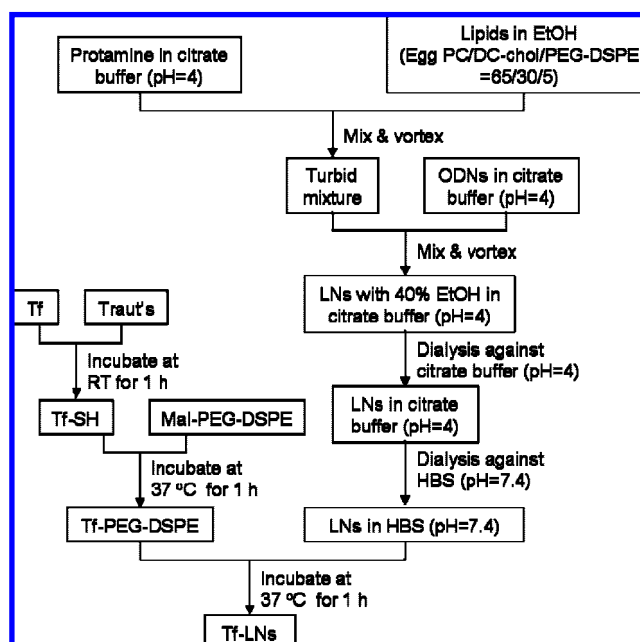 Protamine in citrate
buffer (pH=4)
Lipids in EtOH
(Egg PC/DC-chol/PEG-DSPE
=65/30/5)
Mix & vortex
Turbid
mixture
ODNs in citrate
buffer (pH=4)
Mix & vortex
LNs with 40% EtOH in
citrate buffer (pH=4)
Dialysis against
citrate buffer (pH=4)
LNs in citrate
buffer (pH=4)
Dialysis against
HBS (pH=7.4)
LNs in HBS (pH=7.4)
Tf
Traut's
Incubate at
RT for 1 h
Tf-SH
Mal-PEG-DSPE
Incubate at
37 ºC for 1 h
Tf-PEG-DSPE
Incubate at
37 ºC for 1 h
Tf-LNs